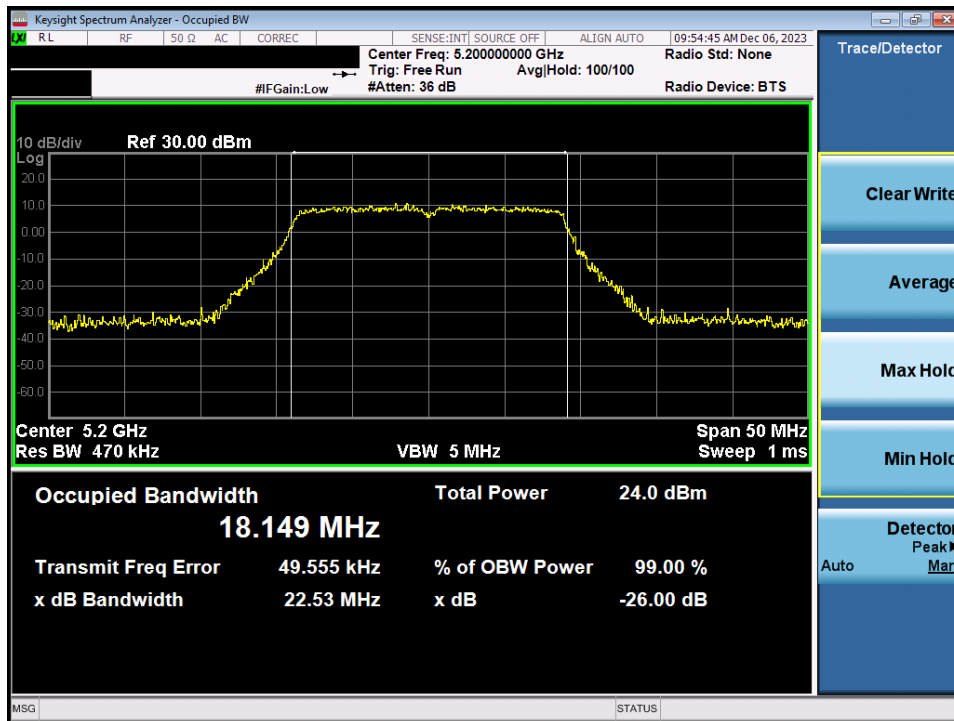 Keysight Spectrum Analyzer - Occupied BW
LXI RL RF 50 Ω AC CORREC SENSE:INT SOURCE OFF ALIGN AUTO 09:54:45 AM Dec 06, 2023
Center Freq: 5.200000000 GHz Radio Std: None
Trig: Free Run Avg|Hold: 100/100
#IFGain:Low #Atten: 36 dB Radio Device: BTS
10 dB/div Ref 30.00 dBm
Log
20.0
10.0
0.00
-10.0
-20.0
-30.0
-40.0
-50.0
-60.0
Center 5.2 GHz Span 50 MHz
Res BW 470 kHz VBW 5 MHz Sweep 1 ms
Occupied Bandwidth Total Power 24.0 dBm
18.149 MHz
Transmit Freq Error 49.555 kHz % of OBW Power 99.00 %
x dB Bandwidth 22.53 MHz x dB -26.00 dB
Trace/Detector
Clear Write
Average
Max Hold
Min Hold
Detector
Peak
Auto Man
MSG STATUS